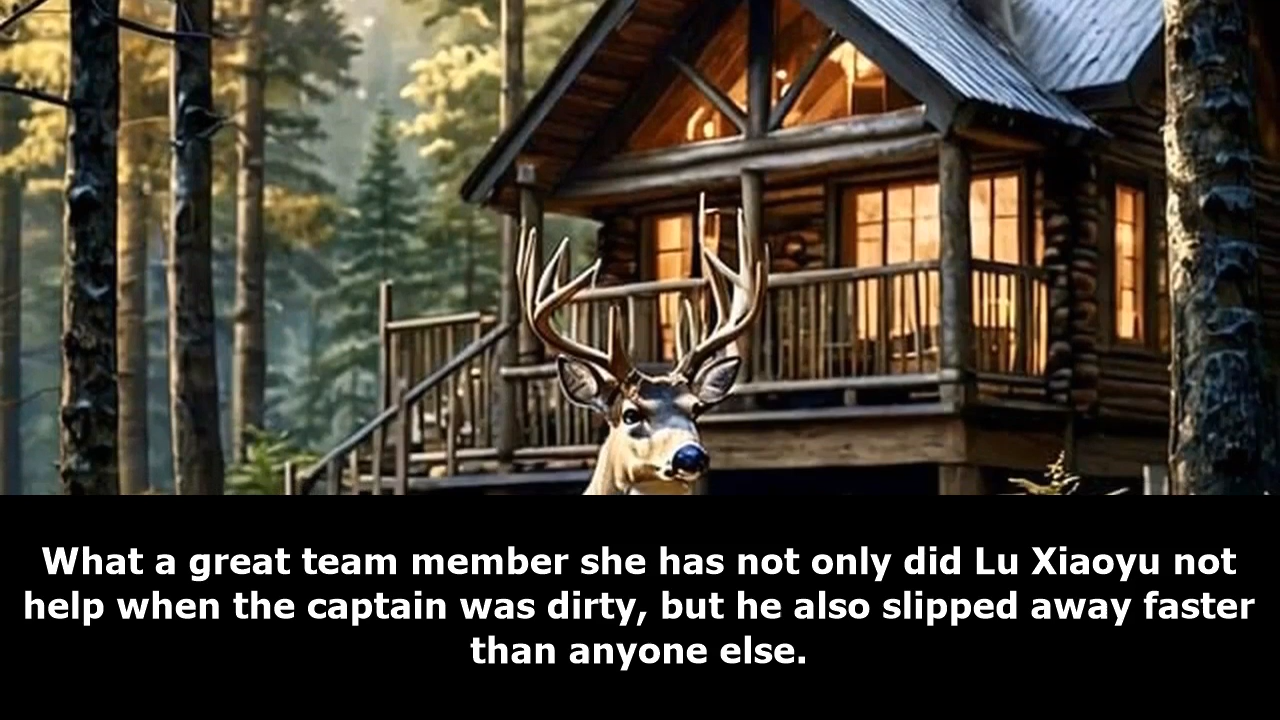 What a great team member she has not only did Lu Xiaoyu not
help when the captain was dirty, but he also slipped away faster
than anyone else.